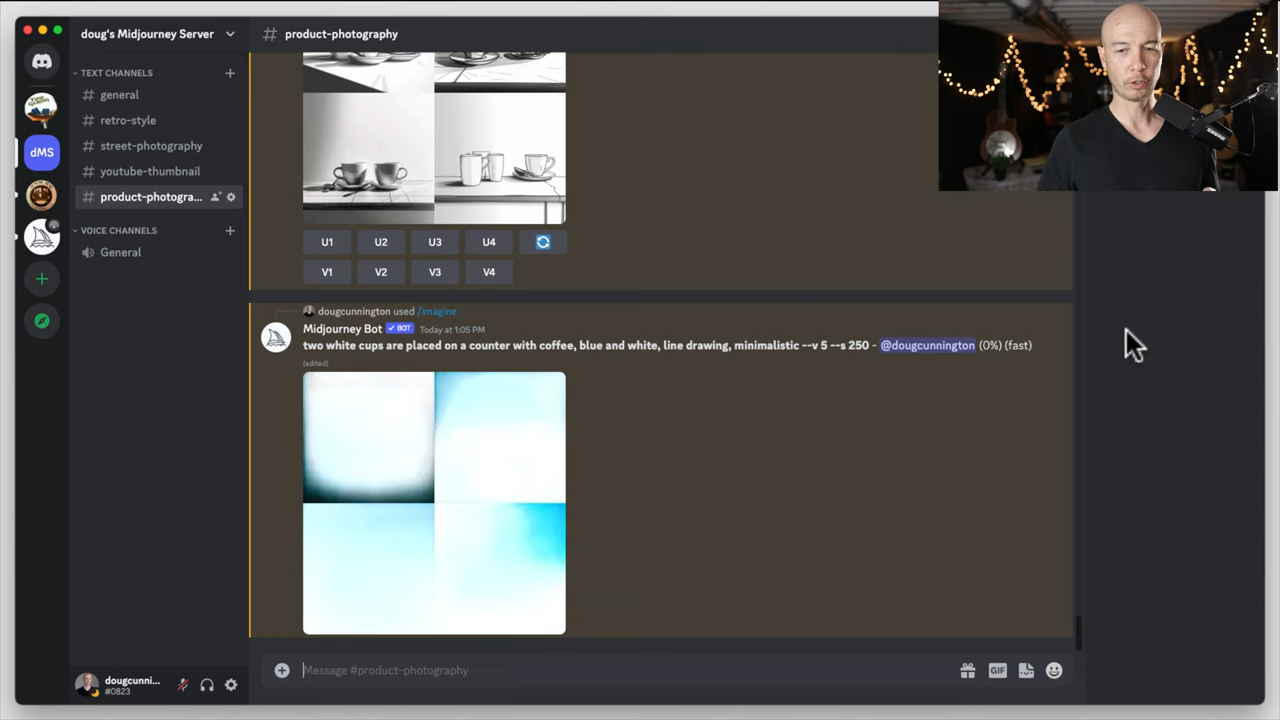 doug's Midjourney Server
# product-photography
TEXT CHANNELS
# general
# retro-style
# street-photography
# youtube-thumbnail
# product-photogra...
VOICE CHANNELS
General
dMS
U1 U2 U3 U4
V1 V2 V3 V4
dougcunnington used /imagine
Midjourney Bot ✓ BOT Today at 1:05 PM
two white cups are placed on a counter with coffee, blue and white, line drawing, minimalistic --v 5 --s 250 - @dougcunnington (0%) (fast)
(edited)
Message #product-photography
GIF
dougcunni...
#0823
SHURE